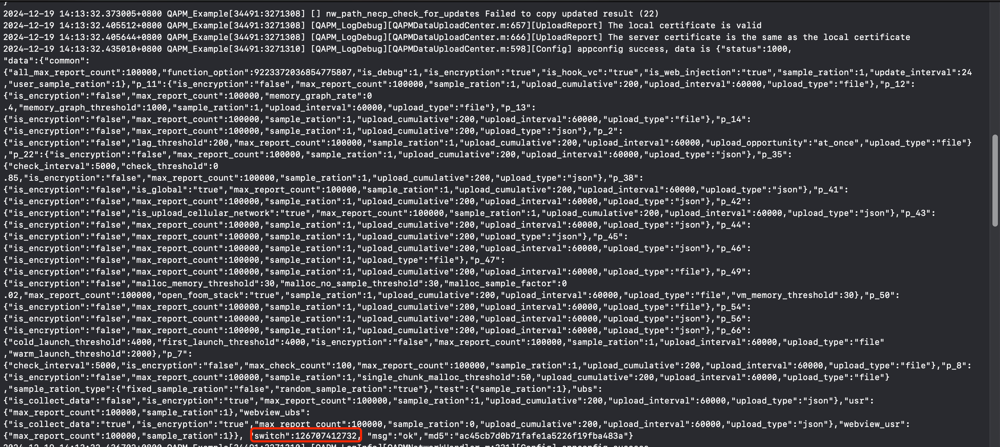 }
2024-12-19 14:13:32.373005+0800 QAPM_Example[34491:3271308] [] nw_path_necp_check_for_updates Failed to copy updated result (22)
2024-12-19 14:13:32.405512+0800 QAPM_Example[34491:3271308] [QAPM_LogDebug][QAPMDataUploadCenter.m:657][UploadReport] The local certificate is valid
2024-12-19 14:13:32.405644+0800 QAPM_Example[34491:3271308] [QAPM_LogDebug][QAPMDataUploadCenter.m:666][UploadReport] The server certificate is the same as the local certificate
2024-12-19 14:13:32.435010+0800 QAPM_Example[34491:3271310] [QAPM_LogDebug][QAPMDataUploadCenter.m:598][Config] appconfig success, data is {"status":1000,
"data":{"common":
{"all_max_report_count":100000,"function_option":9223372036854775807,"is_debug":1,"is_encryption":"true","is_hook_vc":"true","is_web_injection":"true","sample_ration":1,"update_interval":24
,"user_sample_ration":1},"p_11":{"is_encryption":"false","max_report_count":100000,"sample_ration":1,"upload_cumulative":200,"upload_interval":60000,"upload_type":"file"},"p_12":
{"is_encryption":"false","max_report_count":100000,"memory_graph_rate":0
.4,"memory_graph_threshold":1000,"sample_ration":1,"upload_interval":60000,"upload_type":"file"},"p_13":
{"is_encryption":"false","max_report_count":100000,"sample_ration":1,"upload_cumulative":200,"upload_interval":60000,"upload_type":"file"},"p_14":
{"is_encryption":"false","max_report_count":100000,"sample_ration":1,"upload_cumulative":200,"upload_type":"json"},"p_2":
{"is_encryption":"false","lag_threshold":200,"max_report_count":100000,"sample_ration":1,"upload_cumulative":200,"upload_interval":60000,"upload_opportunity":"at_once","upload_type":"file"}
,"p_22":{"is_encryption":"false","max_report_count":100000,"sample_ration":1,"upload_cumulative":200,"upload_interval":60000,"upload_type":"json"},"p_35":
{"check_interval":5000,"check_threshold":0
.85,"is_encryption":"false","max_report_count":100000,"sample_ration":1,"upload_cumulative":200,"upload_type":"json"},"p_38":
{"is_encryption":"false","is_global":"true","max_report_count":100000,"sample_ration":1,"upload_cumulative":200,"upload_interval":60000,"upload_type":"json"},"p_41":
{"is_encryption":"false","max_report_count":100000,"sample_ration":1,"upload_cumulative":200,"upload_interval":60000,"upload_type":"json"},"p_42":
{"is_encryption":"false","is_upload_cellular_network":"true","max_report_count":100000,"sample_ration":1,"upload_cumulative":200,"upload_interval":60000,"upload_type":"json"},"p_43":
{"is_encryption":"false","max_report_count":100000,"sample_ration":1,"upload_cumulative":200,"upload_interval":60000,"upload_type":"json"},"p_44":
{"is_encryption":"false","max_report_count":100000,"sample_ration":1,"upload_cumulative":200,"upload_type":"json"},"p_45":
{"is_encryption":"false","max_report_count":100000,"sample_ration":1,"upload_cumulative":200,"upload_interval":60000,"upload_type":"json"},"p_46":
{"is_encryption":"false","max_report_count":100000,"sample_ration":1,"upload_type":"file"},"p_47":
{"is_encryption":"false","max_report_count":100000,"sample_ration":1,"upload_cumulative":200,"upload_interval":60000,"upload_type":"file"},"p_49":
{"is_encryption":"false","malloc_memory_threshold":30,"malloc_no_sample_threshold":30,"malloc_sample_factor":0
.02,"max_report_count":100000,"open_foom_stack":"true","sample_ration":1,"upload_cumulative":200,"upload_interval":60000,"upload_type":"file","vm_memory_threshold":30},"p_50":
{"is_encryption":"false","max_report_count":100000,"sample_ration":1,"upload_cumulative":200,"upload_interval":60000,"upload_type":"file"},"p_54":
{"is_encryption":"false","max_report_count":100000,"sample_ration":1,"upload_cumulative":200,"upload_interval":60000,"upload_type":"json"},"p_56":
{"is_encryption":"false","max_report_count":100000,"sample_ration":1,"upload_cumulative":200,"upload_interval":60000,"upload_type":"json"},"p_66":
{"cold_launch_threshold":4000,"first_launch_threshold":4000,"is_encryption":"false","max_report_count":100000,"sample_ration":1,"upload_interval":60000,"upload_type":"file"
,"warm_launch_threshold":2000},"p_7":
{"check_interval":5000,"is_encryption":"false","max_check_count":100,"max_report_count":100000,"sample_ration":1,"upload_cumulative":200,"upload_interval":60000,"upload_type":"file"},"p_8":
{"is_encryption":"false","max_report_count":100000,"sample_ration":1,"single_chunk_malloc_threshold":50,"upload_cumulative":200,"upload_interval":60000,"upload_type":"file"}
,"sample_ration_type":{"fixed_sample_ration":"false","random_sample_ration":"true"},"test":{"sample_ration":1},"ubs":
{"is_collect_data":"false","is_encryption":"true","max_report_count":100000,"sample_ration":1,"upload_cumulative":200,"upload_interval":60000,"upload_type":"json"},"usr":
{"max_report_count":100000,"sample_ration":1},"webview_ubs":
{"is_collect_data":"true","is_encryption":"true","max_report_count":100000,"sample_ration":0,"upload_cumulative":200,"upload_interval":60000,"upload_type":"json"},"webview_usr":
{"max_report_count":100000,"sample_ration":1}}, "switch":126707412732, "msg":"ok","md5":"ac45cb7d0b71fafe1a5226f19fba483a"}
2024-12-19 14:13:32.436702+0800 QAPM_Example[34491:3271310] [QAPM_LogInfo][QAPMNetworkHandler.m:331][Config] appconfig success